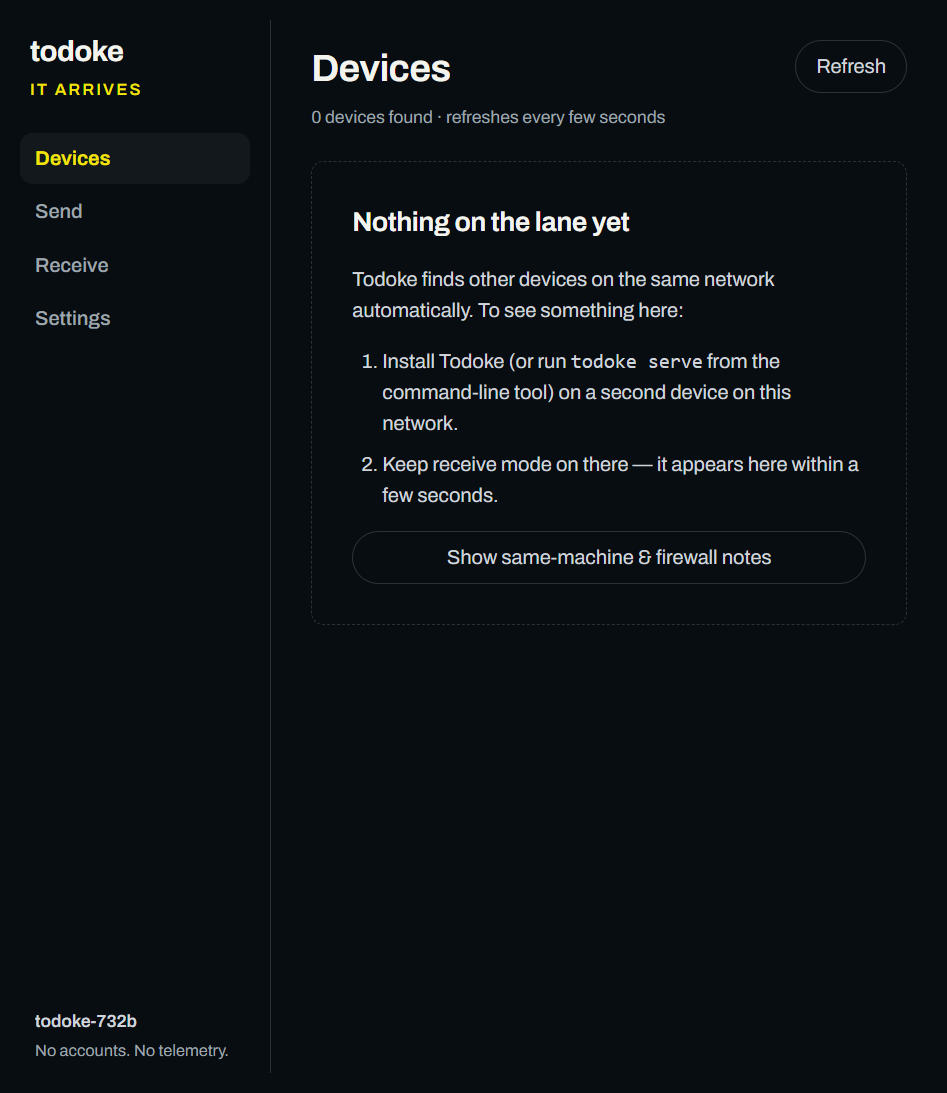 todoke
IT ARRIVES
Devices
Send
Receive
Settings
todoke-732b
No accounts. No telemetry.
Devices
Refresh
0 devices found · refreshes every few seconds
Nothing on the lane yet
Todoke finds other devices on the same network
automatically. To see something here:
1. Install Todoke (or run todoke serve from the
command-line tool) on a second device on this
network.
2. Keep receive mode on there — it appears here within a
few seconds.
Show same-machine & firewall notes